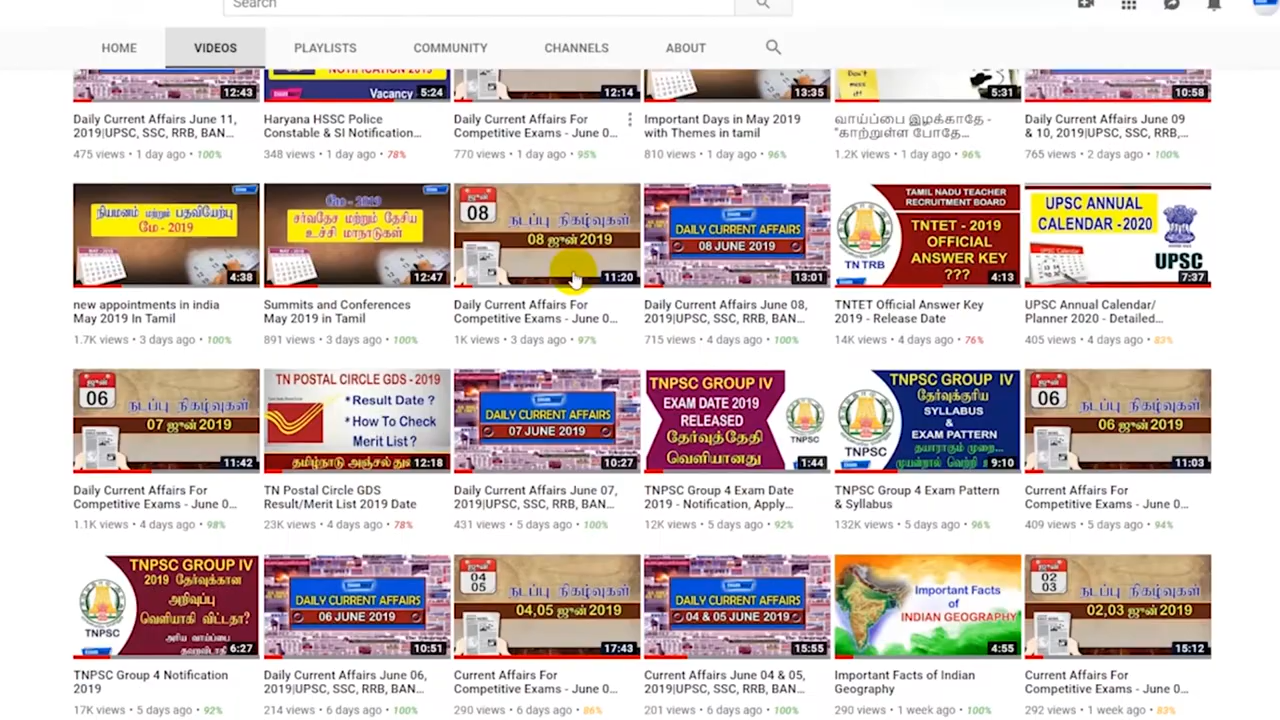 Search
HOME
VIDEOS
PLAYLISTS
COMMUNITY
CHANNELS
ABOUT
12:43
NOTIFICATION 2019
Vacancy
5:24
12:14
13:35
Don't
miss
5:31
10:58
Daily Current Affairs June 11,
2019|UPSC, SSC, RRB, BAN...
475 views • 1 day ago • 100%
Haryana HSSC Police
Constable & SI Notification...
348 views • 1 day ago • 78%
Daily Current Affairs For
Competitive Exams - June 0...
770 views • 1 day ago • 95%
Important Days in May 2019
with Themes in tamil
810 views • 1 day ago • 96%
வாய்ப்பை இழக்காதே -
"காற்றுள்ள போதே...
1.2K views • 1 day ago • 96%
Daily Current Affairs June 09
& 10, 2019|UPSC, SSC, RRB,...
765 views • 2 days ago • 100%
நியமனம் மற்றும் பதவியேற்பு
மே - 2019
4:38
மே - 2019
சர்வதேச மற்றும் தேசிய
உச்சி மாநாடுகள்
12:47
ஜூன்
08
நடப்பு நிகழ்வுகள்
08 ஜூன் 2019
11:20
DAILY CURRENT AFFAIRS
08 JUNE 2019
13:01
TAMIL NADU TEACHER
RECRUITMENT BOARD
TN TRB
TNTET - 2019
OFFICIAL
ANSWER KEY
???
4:13
UPSC ANNUAL
CALENDAR -2020
UPSC
7:37
new appointments in india
May 2019 In Tamil
1.7K views • 3 days ago • 100%
Summits and Conferences
May 2019 in Tamil
891 views • 3 days ago • 100%
Daily Current Affairs For
Competitive Exams - June 0...
1K views • 3 days ago • 97%
Daily Current Affairs June 08,
2019|UPSC, SSC, RRB, BAN...
715 views • 4 days ago • 100%
TNTET Official Answer Key
2019 - Release Date
14K views • 4 days ago • 76%
UPSC Annual Calendar/
Planner 2020 - Detailed...
405 views • 4 days ago • 83%
ஜூன்
06
நடப்பு நிகழ்வுகள்
07 ஜூன் 2019
11:42
TN POSTAL CIRCLE GDS - 2019
*Result Date ?
*How To Check
Merit List ?
தமிழ்நாடு அஞ்சல்
12:18
DAILY CURRENT AFFAIRS
07 JUNE 2019
10:27
TNPSC GROUP IV
EXAM DATE 2019
RELEASED
தேர்வுத்தேதி
வெளியானது
TNPSC
1:44
TNPSC GROUP IV
தேர்வுக்குரிய
SYLLABUS
&
EXAM PATTERN
தயாராகும் முறை...
முயன்றால் வெற்றி
TNPSC
9:10
ஜூன்
06
நடப்பு நிகழ்வுகள்
06 ஜூன் 2019
11:03
Daily Current Affairs For
Competitive Exams - June 0...
1.1K views • 4 days ago • 98%
TN Postal Circle GDS
Result/Merit List 2019 Date
23K views • 4 days ago • 78%
Daily Current Affairs June 07,
2019|UPSC, SSC, RRB, BAN...
431 views • 5 days ago • 100%
TNPSC Group 4 Exam Date
2019 - Notification, Apply...
12K views • 5 days ago • 92%
TNPSC Group 4 Exam Pattern
& Syllabus
132K views • 5 days ago • 96%
Current Affairs For
Competitive Exams - June 0...
409 views • 5 days ago • 94%
TNPSC GROUP IV
2019 தேர்வுக்கான
அறிவுப்பு
வெளியாகி விட்டதா?
அரிய வாய்ப்பை
தவறவிடாதீ
TNPSC
6:27
DAILY CURRENT AFFAIRS
06 JUNE 2019
10:51
ஜூன்
04
05
நடப்பு நிகழ்வுகள்
04,05 ஜூன் 2019
17:43
DAILY CURRENT AFFAIRS
04 & 05 JUNE 2019
15:55
Important Facts
of
INDIAN GEOGRAPHY
4:55
ஜூன்
02
03
நடப்பு நிகழ்வுகள்
02,03 ஜூன் 2019
15:12
TNPSC Group 4 Notification
2019
17K views • 5 days ago • 92%
Daily Current Affairs June 06,
2019|UPSC, SSC, RRB, BAN...
214 views • 6 days ago • 100%
Current Affairs For
Competitive Exams - June 0...
290 views • 6 days ago • 86%
Current Affairs June 04 & 05,
2019|UPSC, SSC, RRB, BAN...
201 views • 6 days ago • 100%
Important Facts of Indian
Geography
290 views • 1 week ago • 100%
Current Affairs For
Competitive Exams - June 0...
292 views • 1 week ago • 83%